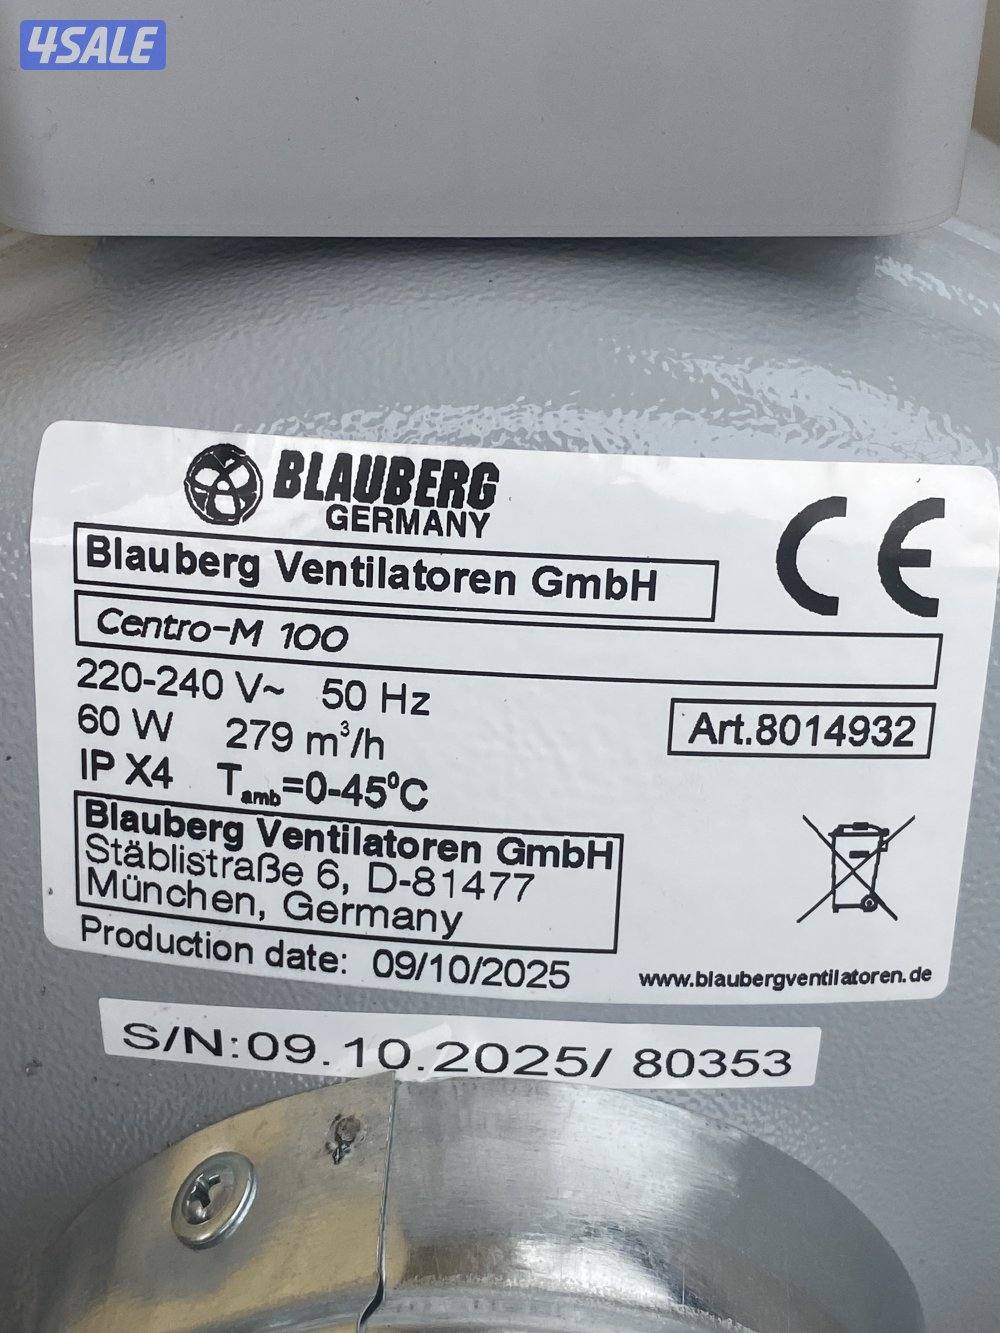 4SALE
BLAUBERG
GERMANY
Blauberg Ventilatoren GmbH
CE
Centro-M 100
220-240 V~ 50 Hz
60 W 279 m³/h
Art.8014932
IP X4 Tamb=0-45°C
Blauberg Ventilatoren GmbH
Stäblistraße 6, D-81477
München, Germany
Production date: 09/10/2025
www.blaubergventilatoren.de
S/N:09.10.2025/ 80353